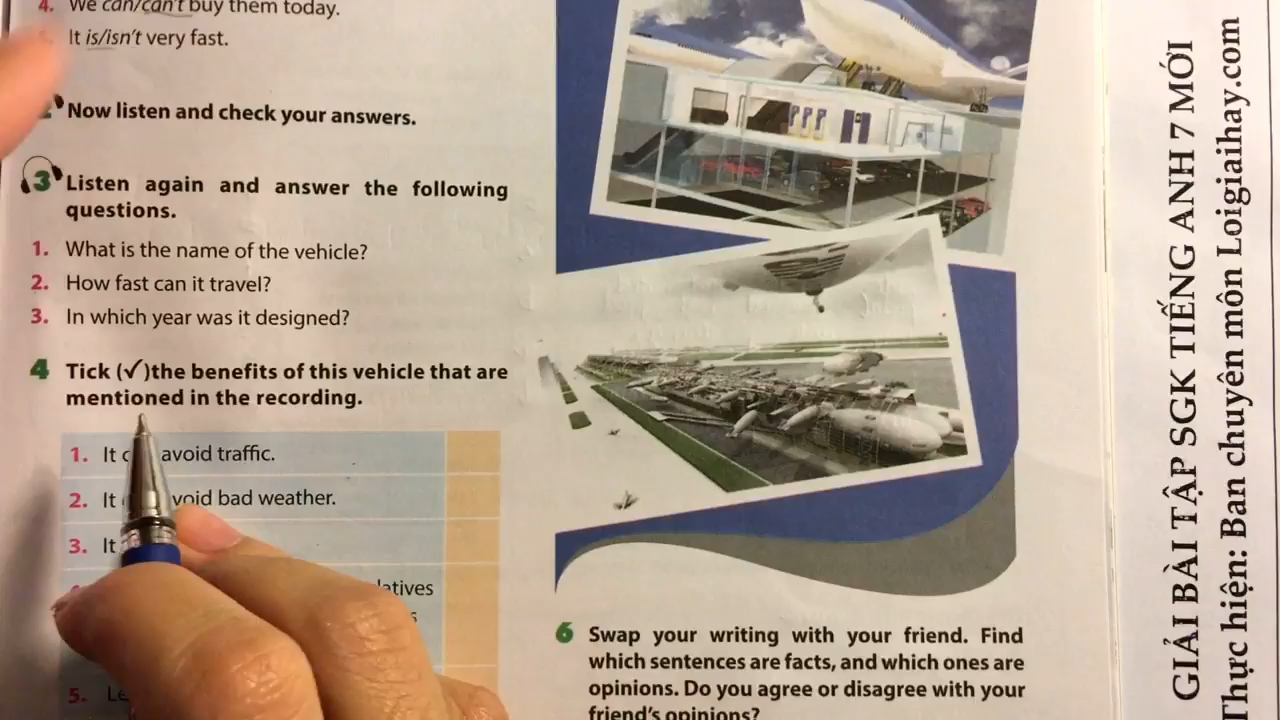 4. We can/can't buy them today.
It is/isn't very fast.
Now listen and check your answers.
3 Listen again and answer the following
questions.
1. What is the name of the vehicle?
2. How fast can it travel?
3. In which year was it designed?
4 Tick (✓)the benefits of this vehicle that are
mentioned in the recording.
1. It avoid traffic.
2. It avoid bad weather.
3. It
5.
6 Swap your writing with your friend. Find
which sentences are facts, and which ones are
opinions. Do you agree or disagree with your
friend's opinions?
GIẢI BÀI TẬP SGK TIẾNG ANH 7 MỚI
Thực hiện: Ban chuyên môn Loigiaihay.com